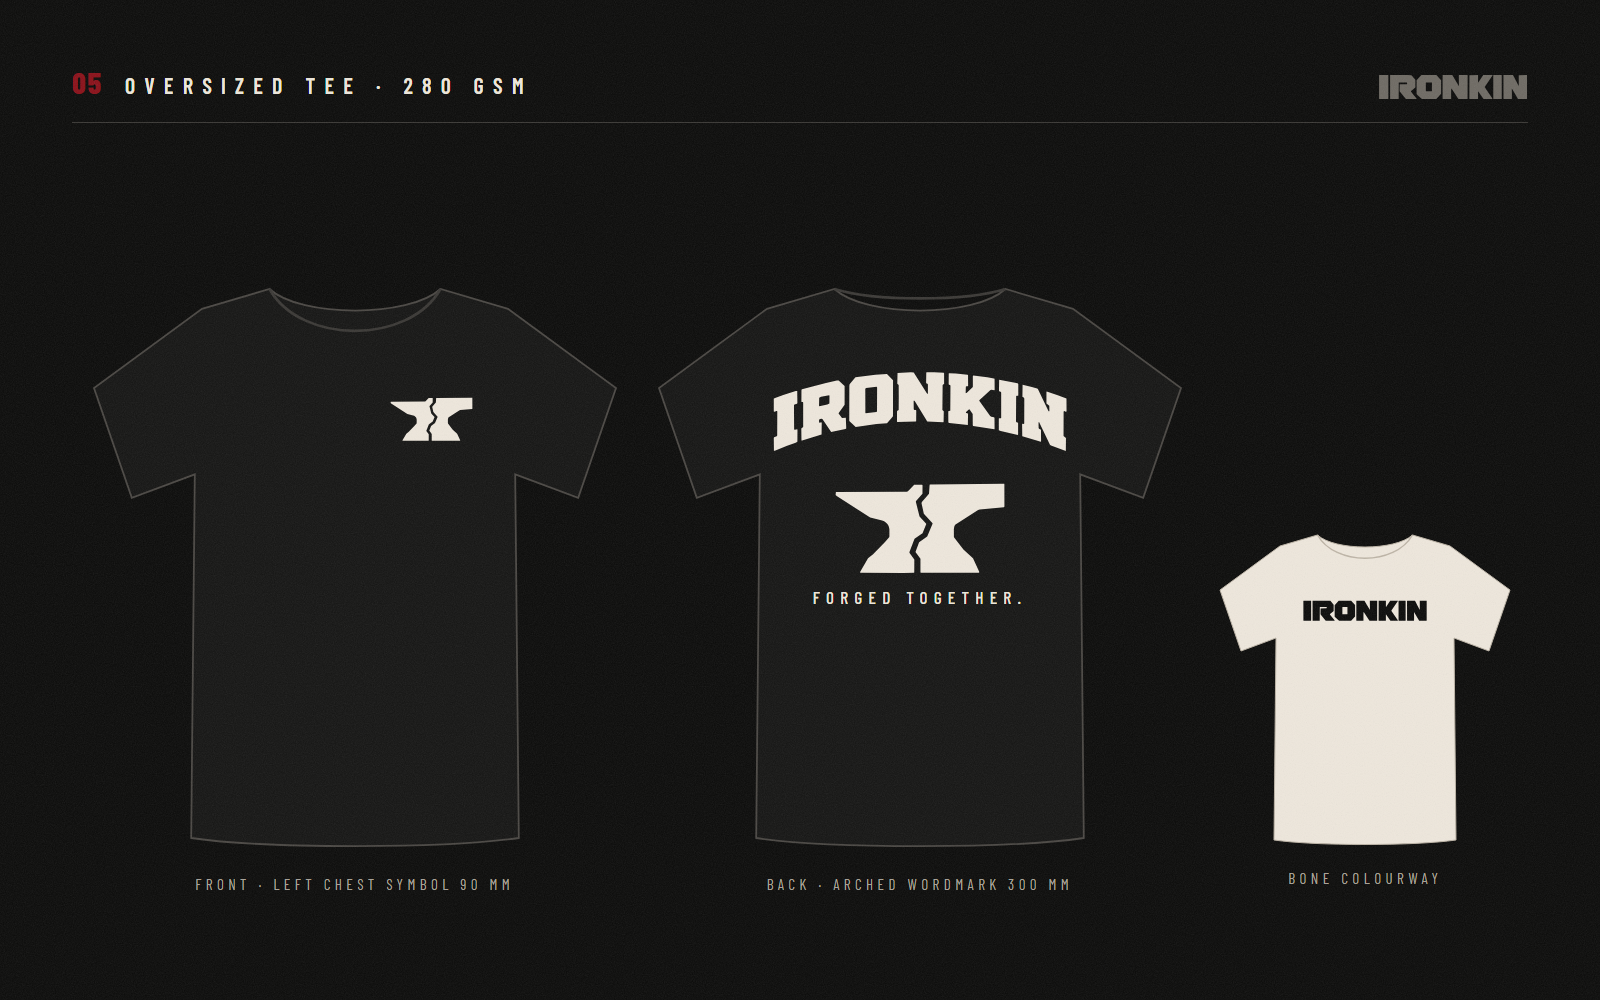 05 OVERSIZED TEE · 280 GSM
IRONKIN
IRONKIN
FORGED TOGETHER.
IRONKIN
FRONT · LEFT CHEST SYMBOL 90 MM
BACK · ARCHED WORDMARK 300 MM
BONE COLOURWAY